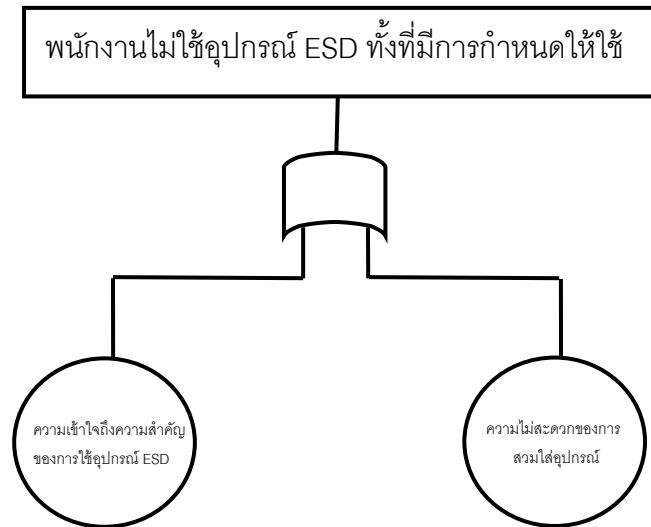 พนักงานไม่ใช้อุปกรณ์ ESD ทั้งที่มีการกำหนดให้ใช้
ความเข้าใจถึงความสำคัญ
ของการใช้อุปกรณ์ ESD
ความไม่สะดวกของการ
สวมใส่อุปกรณ์